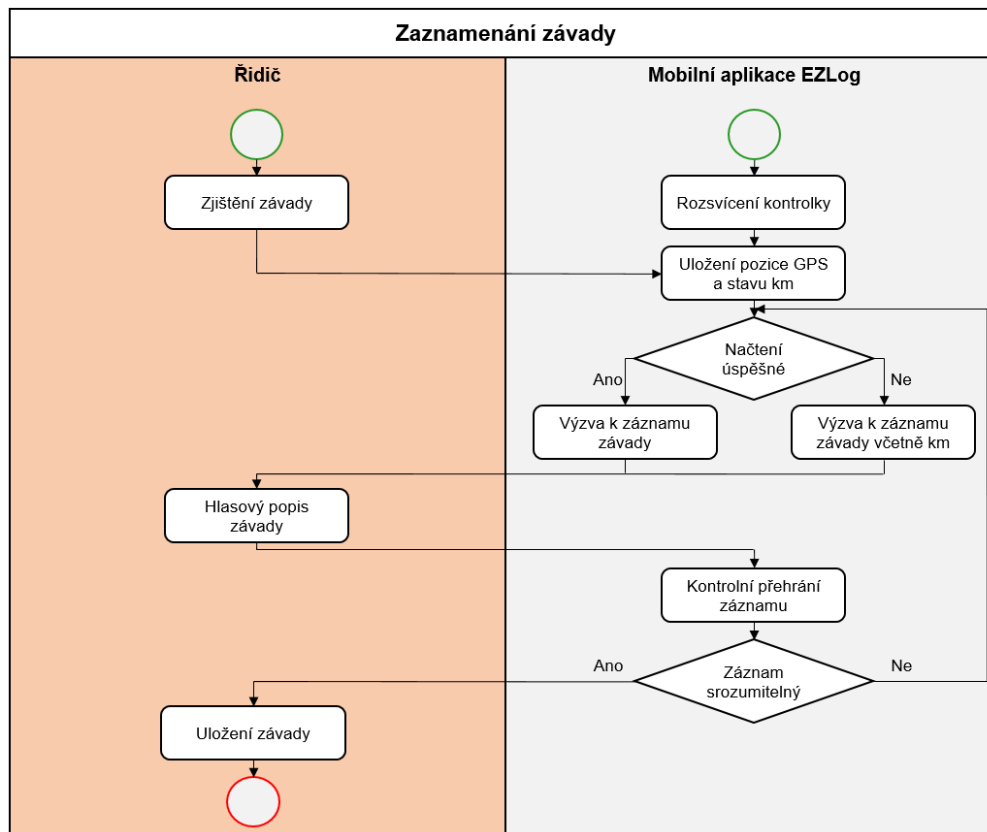 Zaznamenání závady
Řidič
Mobilní aplikace EZLog
Zjištění závady
Rozsvícení kontrolky
Uložení pozice GPS
a stavu km
Načtení
úspěšné
Ano
Ne
Výzva k záznamu
závady
Výzva k záznamu
závady včetně km
Hlasový popis
závady
Kontrolní přehrání
záznamu
Ano
Záznam
srozumitelný
Ne
Uložení závady